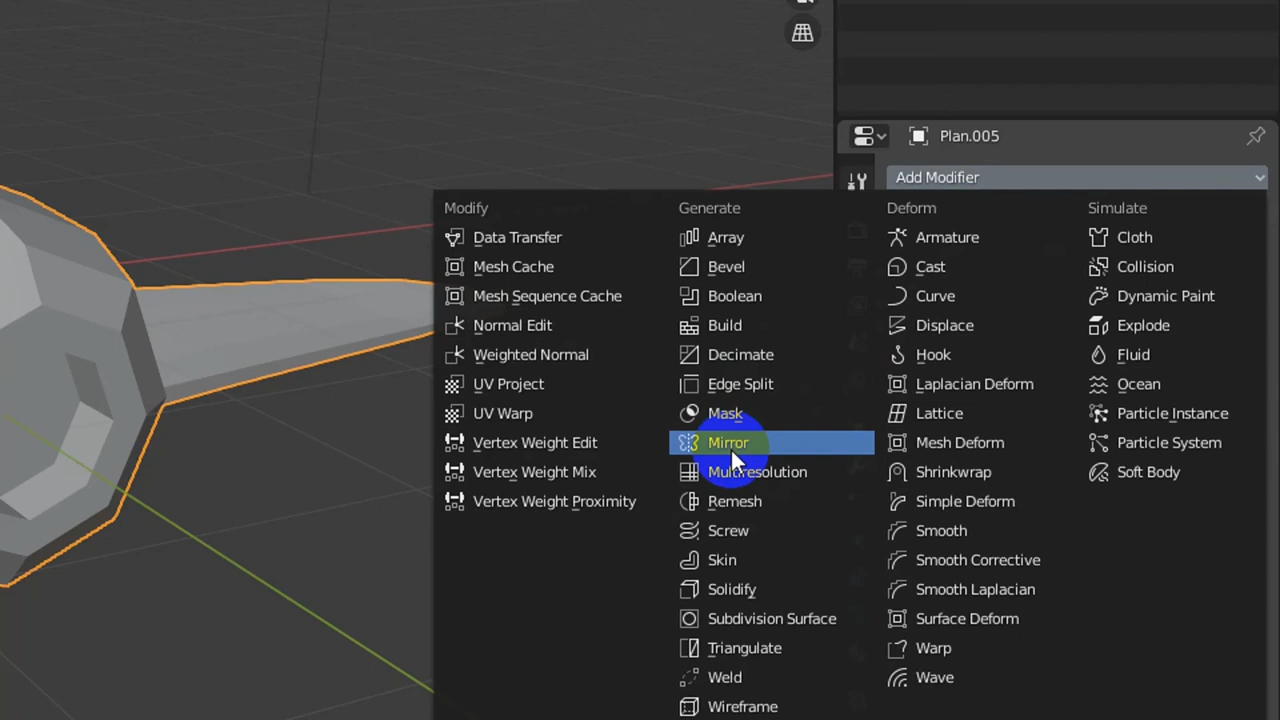 Plan.005
Add Modifier
Modify
Data Transfer
Mesh Cache
Mesh Sequence Cache
Normal Edit
Weighted Normal
UV Project
UV Warp
Vertex Weight Edit
Vertex Weight Mix
Vertex Weight Proximity
Generate
Array
Bevel
Boolean
Build
Decimate
Edge Split
Mask
Mirror
Multiresolution
Remesh
Screw
Skin
Solidify
Subdivision Surface
Triangulate
Weld
Wireframe
Deform
Armature
Cast
Curve
Displace
Hook
Laplacian Deform
Lattice
Mesh Deform
Shrinkwrap
Simple Deform
Smooth
Smooth Corrective
Smooth Laplacian
Surface Deform
Warp
Wave
Simulate
Cloth
Collision
Dynamic Paint
Explode
Fluid
Ocean
Particle Instance
Particle System
Soft Body